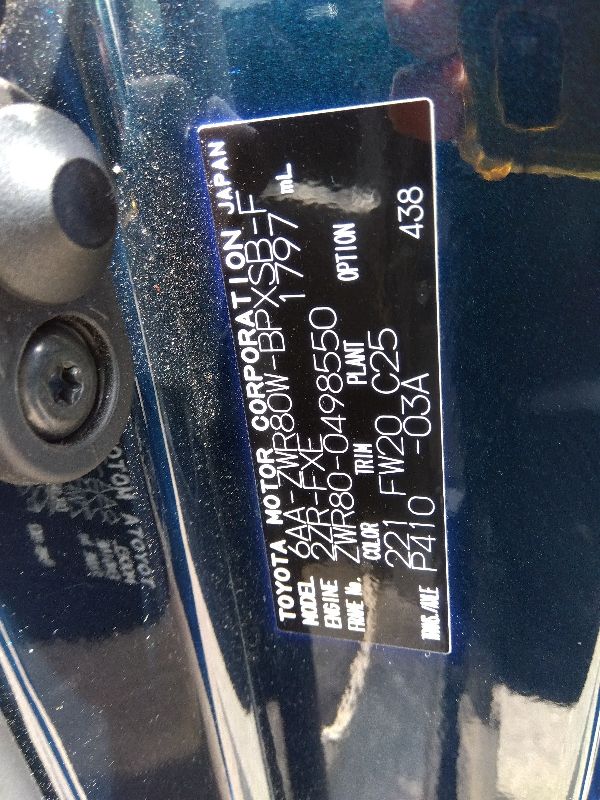 TOYOTA MOTOR CORPORATION JAPAN
MODEL 6AA-ZWR80W-BPXSB-F
ENGINE 2ZR-FXE 1797 mL
FRAME No. ZWR80-0498550
COLOR TRIM PLANT OPTION
221 FW20 C25
TRANS./AXLE P410 -03A 438